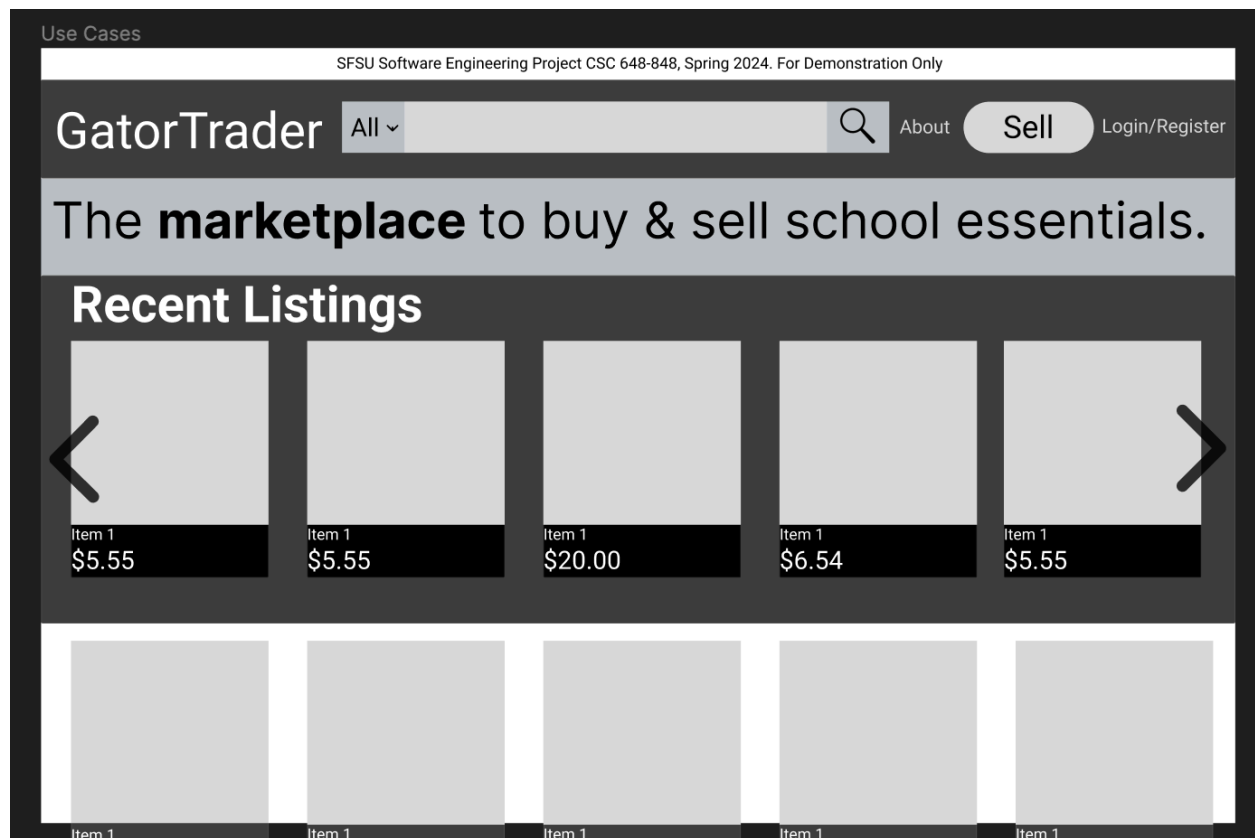 Use Cases
SFSU Software Engineering Project CSC 648-848, Spring 2024. For Demonstration Only
GatorTrader All About Sell Login/Register
The marketplace to buy & sell school essentials.
Recent Listings
Item 1 Item 1 Item 1 Item 1 Item 1
$5.55 $5.55 $20.00 $6.54 $5.55
Item 1 Item 1 Item 1 Item 1 Item 1